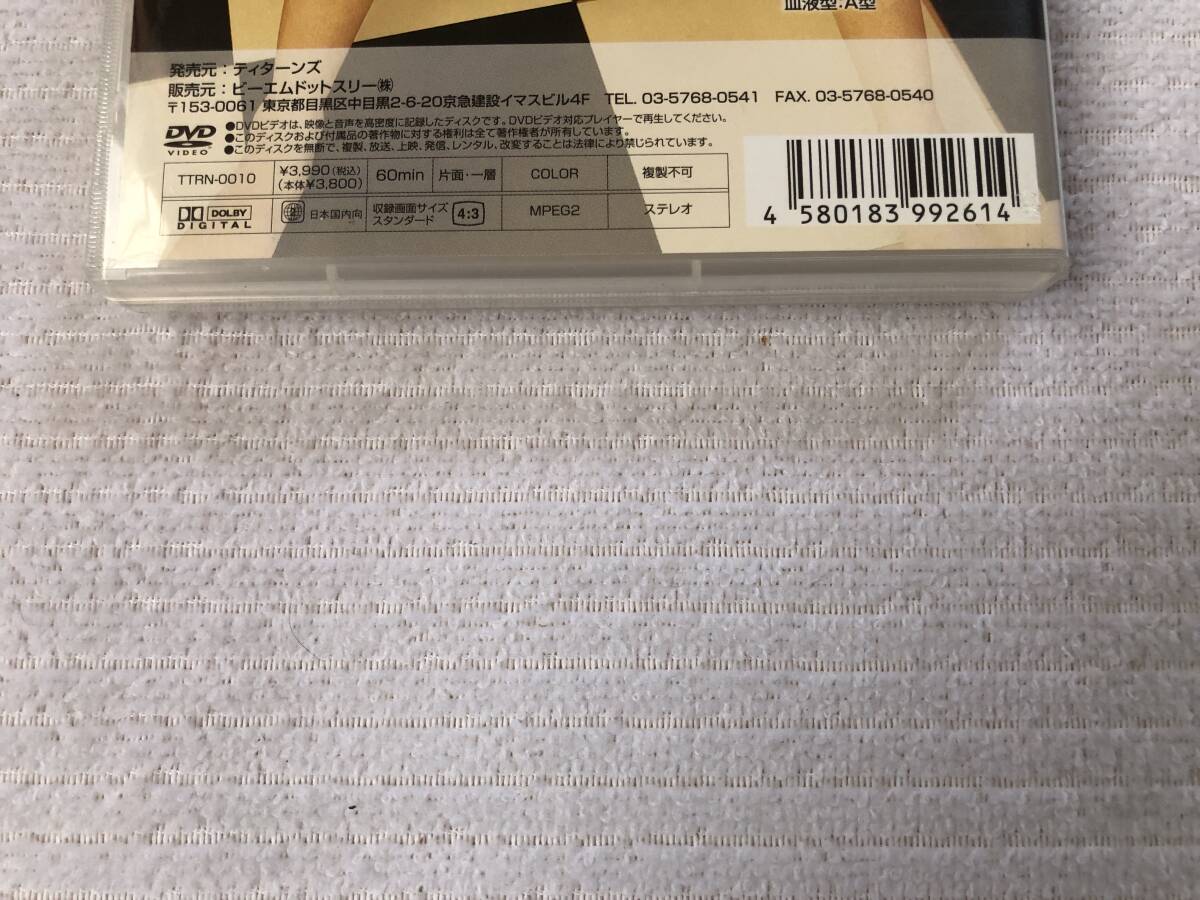 血液型:A型
発売元：ティターンズ
販売元：ビーエムドットスリー㈱
〒153-0061 東京都目黒区中目黒2-6-20京急建設イマスビル4F TEL. 03-5768-0541 FAX. 03-5768-0540
DVD VIDEO
●DVDビデオは、映像と音声を高密度に記録したディスクです。DVDビデオ対応プレイヤーで再生してください。
●このディスクおよび付属品の著作物に対する権利は全て著作権者が所有しています。
●このディスクを無断で、複製、放送、上映、発信、レンタル、改変することは法律により禁じられています。
TTRN-0010 ¥3,990(税込) (本体¥3,800) 60min 片面・一層 COLOR 複製不可
DOLBY DIGITAL 2 日本国内向 収録画面サイズ スタンダード 4:3 MPEG2 ステレオ
4 580183 992614